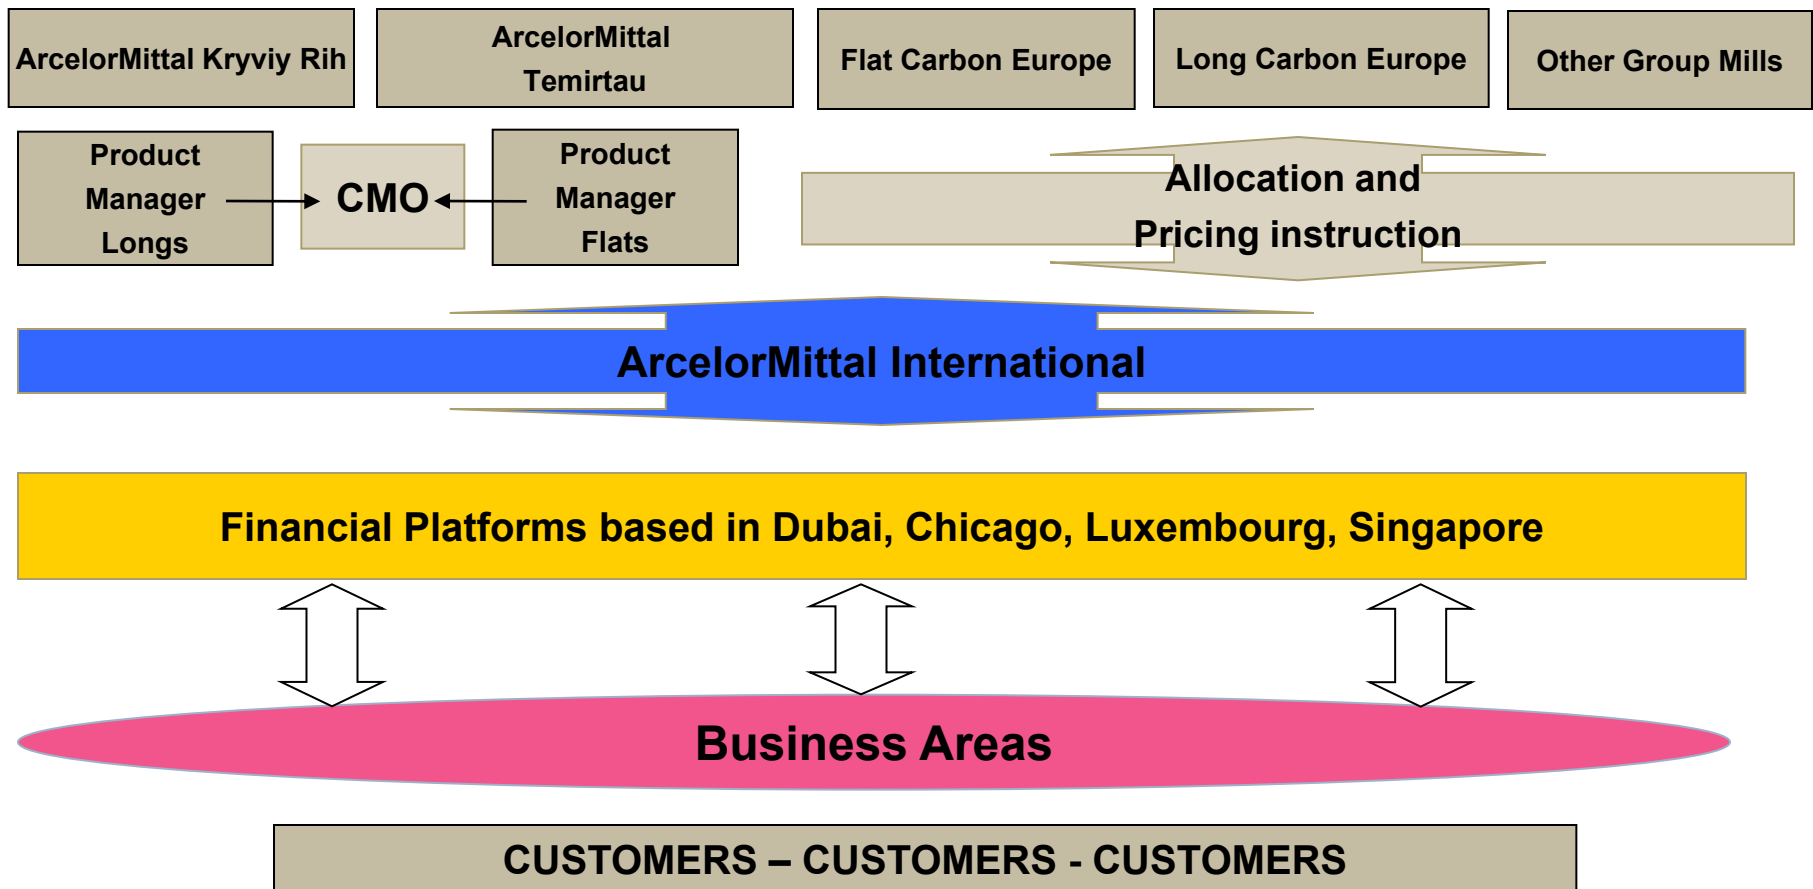 ArcelorMittal Kryviy Rih
ArcelorMittal
Temirtau
Flat Carbon Europe
Long Carbon Europe
Other Group Mills
Product
Manager
Longs
CMO
Product
Manager
Flats
Allocation and
Pricing instruction
ArcelorMittal International
Financial Platforms based in Dubai, Chicago, Luxembourg, Singapore
Business Areas
CUSTOMERS – CUSTOMERS - CUSTOMERS